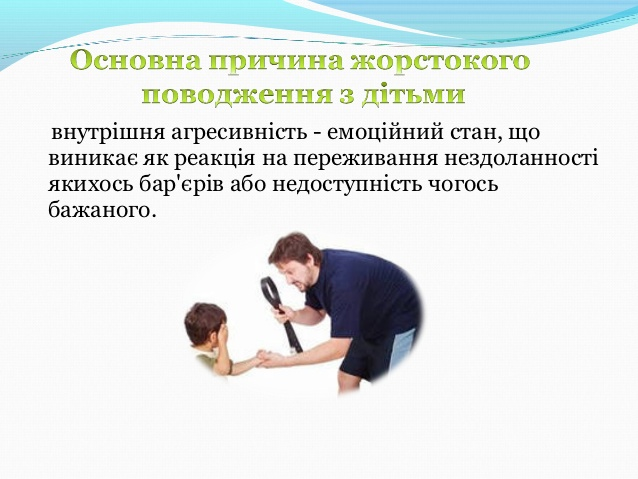 Основна причина жорстокого
поводження з дітьми
внутрішня агресивність - емоційний стан, що
виникає як реакція на переживання нездоланності
якихось бар'єрів або недоступність чогось
бажаного.